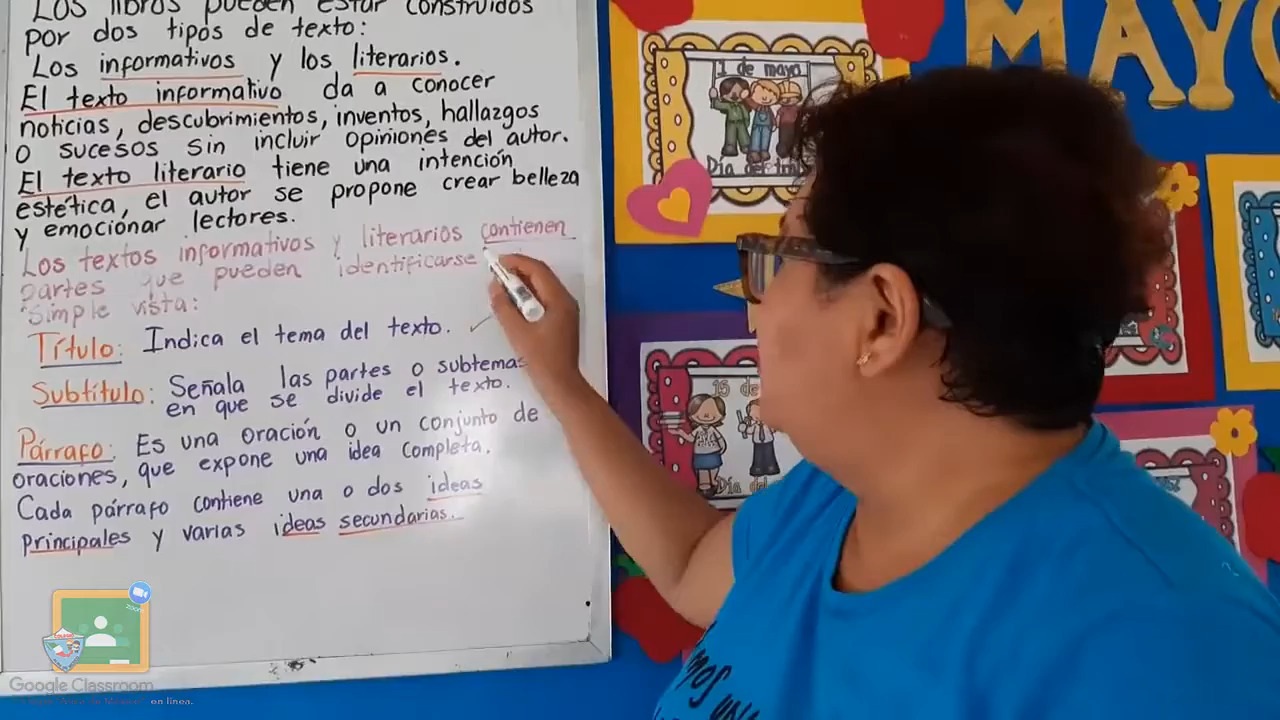 Los libros pueden estar construidos
por dos tipos de texto:
Los informativos y los literarios.
El texto informativo da a conocer
noticias, descubrimientos, inventos, hallazgos
o sucesos sin incluir opiniones del autor.
El texto literario tiene una intención
estética, el autor se propone crear belleza
y emocionar lectores.
Los textos informativos y literarios contienen
partes que pueden identificarse
simple vista:
Título: Indica el tema del texto.
Subtítulo: Señala las partes o subtemas
en que se divide el texto.
Párrafo: Es una oración o un conjunto de
oraciones, que expone una idea completa.
Cada párrafo contiene una o dos ideas
principales y varias ideas secundarias.
MAYO
1 de mayo
Día del
15 de
Día del
zoom
Google Classroom
en línea.